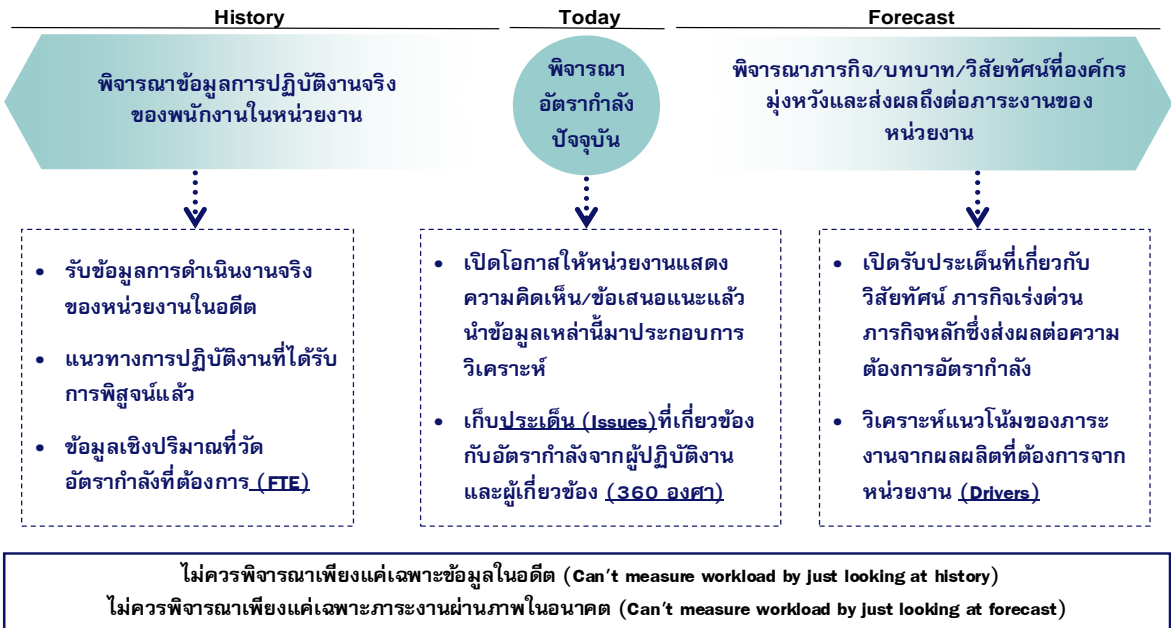 History
Today
Forecast
พิจารณาข้อมูลการปฏิบัติงานจริง
ของพนักงานในหน่วยงาน
พิจารณา
อัตรากำลัง
ปัจจุบัน
พิจารณาภารกิจ/บทบาท/วิสัยทัศน์ที่องค์กร
มุ่งหวังและส่งผลถึงต่อภาระงานของ
หน่วยงาน
• รับข้อมูลการดำเนินงานจริง
ของหน่วยงานในอดีต
• แนวทางการปฏิบัติงานที่ได้รับ
การพิสูจน์แล้ว
• ข้อมูลเชิงปริมาณที่วัด
อัตรากำลังที่ต้องการ (FTE)
• เปิดโอกาสให้หน่วยงานแสดง
ความคิดเห็น/ข้อเสนอแนะแล้ว
นำข้อมูลเหล่านี้มาประกอบการ
วิเคราะห์
• เก็บประเด็น (Issues)ที่เกี่ยวข้อง
กับอัตรากำลังจากผู้ปฏิบัติงาน
และผู้เกี่ยวข้อง (360 องศา)
• เปิดรับประเด็นที่เกี่ยวกับ
วิสัยทัศน์ ภารกิจเร่งด่วน
ภารกิจหลักซึ่งส่งผลต่อความ
ต้องการอัตรากำลัง
• วิเคราะห์แนวโน้มของภาระ
งานจากผลผลิตที่ต้องการจาก
หน่วยงาน (Drivers)
ไม่ควรพิจารณาเพียงแค่เฉพาะข้อมูลในอดีต (Can't measure workload by just looking at history)
ไม่ควรพิจารณาเพียงแค่เฉพาะภาระงานผ่านภาพในอนาคต (Can't measure workload by just looking at forecast)